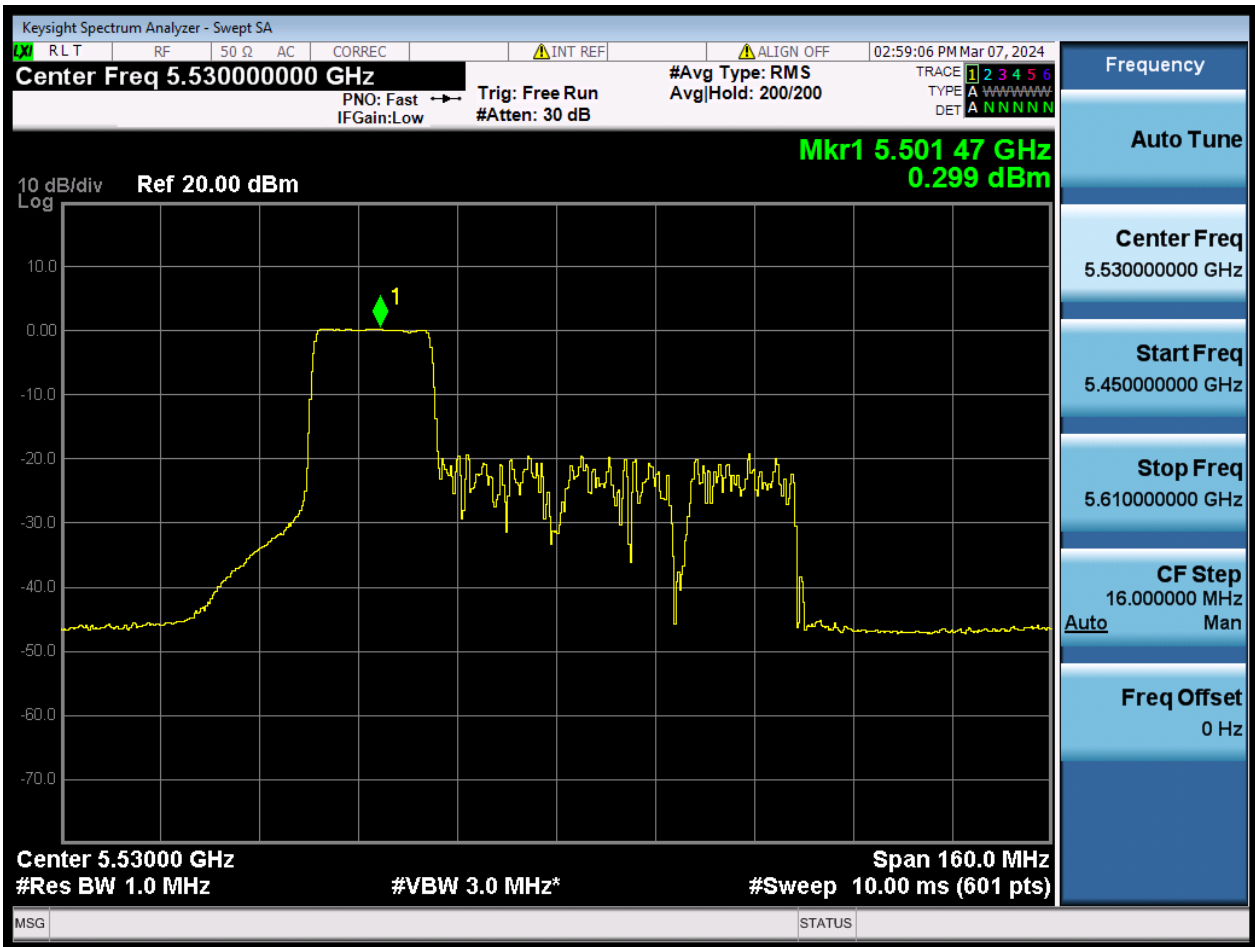 Keysight Spectrum Analyzer - Swept SA
LXI RLT RF 50 Ω AC CORREC INT REF ALIGN OFF 02:59:06 PM Mar 07, 2024
Center Freq 5.530000000 GHz
PNO: Fast
IFGain:Low
Trig: Free Run
#Atten: 30 dB
#Avg Type: RMS
Avg|Hold: 200/200
TRACE 1 2 3 4 5 6
TYPE A WWWWW
DET A N N N N N
Mkr1 5.501 47 GHz
0.299 dBm
10 dB/div Ref 20.00 dBm
Log
10.0
0.00
-10.0
-20.0
-30.0
-40.0
-50.0
-60.0
-70.0
1
Center 5.53000 GHz Span 160.0 MHz
#Res BW 1.0 MHz #VBW 3.0 MHz* #Sweep 10.00 ms (601 pts)
MSG STATUS
Frequency
Auto Tune
Center Freq
5.530000000 GHz
Start Freq
5.450000000 GHz
Stop Freq
5.610000000 GHz
CF Step
16.000000 MHz
Auto Man
Freq Offset
0 Hz